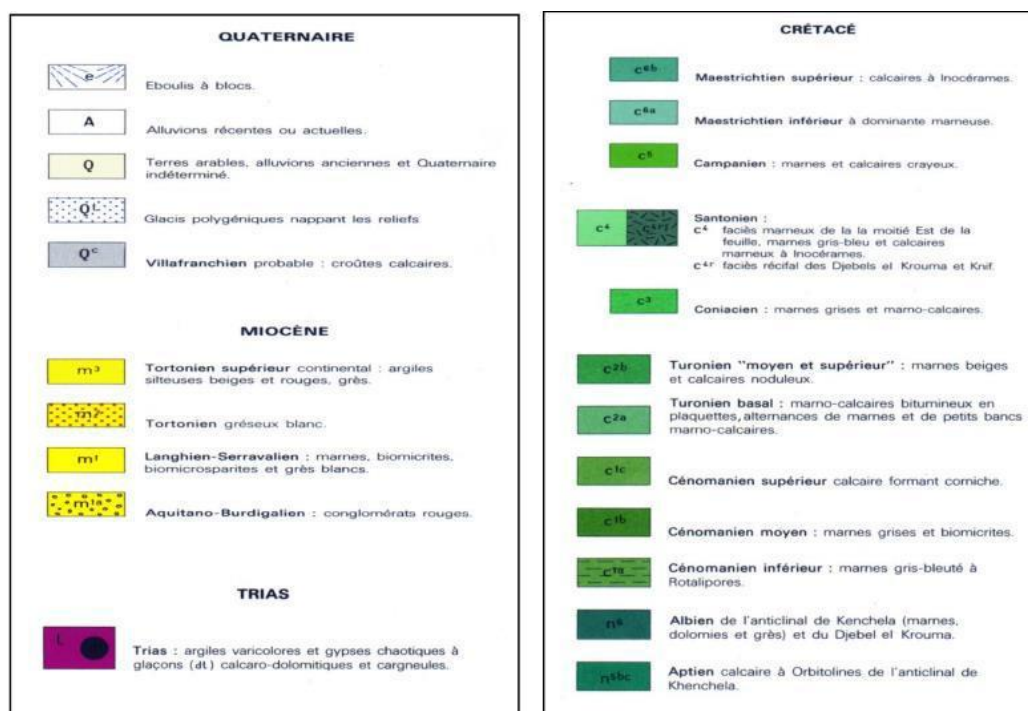 QUATERNAIRE
e
Eboulis à blocs.
A
Alluvions récentes ou actuelles.
Q
Terres arables, alluvions anciennes et Quaternaire
indéterminé.
Glacis polygéniques nappant les reliefs
Qc
Villafranchien probable : croûtes calcaires.
MIOCÈNE
m3
Tortonien supérieur continental : argiles
silteuses beiges et rouges, grès.
m2
Tortonien gréseux blanc.
m1
Langhien-Serravalien : marnes, biomicrites,
biomicrosparites et grès blancs.
m1a
Aquitano-Burdigalien : conglomérats rouges.
TRIAS
Trias : argiles varicolores et gypses chaotiques à
glaçons (dt) calcaro-dolomitiques et cargneules.
CRÉTACÉ
c6b
Maestrichtien supérieur : calcaires à Inocérames.
c6a
Maestrichtien inférieur à dominante marneuse.
c5
Campanien : marnes et calcaires crayeux.
c4
Santonien :
c4 faciès marneux de la la moitié Est de la
feuille, marnes gris-bleu et calcaires
marneux à Inocérames.
c4r faciès récifal des Djebels el Krouma et Knif.
c3
Coniacien : marnes grises et marno-calcaires.
c2b
Turonien "moyen et supérieur" : marnes beiges
et calcaires noduleux.
c2a
Turonien basal : marno-calcaires bitumineux en
plaquettes, alternances de marnes et de petits bancs
marno-calcaires.
c1c
Cénomanien supérieur calcaire formant corniche.
c1b
Cénomanien moyen : marnes grises et biomicrites.
c1a
Cénomanien inférieur : marnes gris-bleuté à
Rotalipores.
n6
Albien de l'anticlinal de Kenchela (marnes,
dolomies et grès) et du Djebel el Krouma.
n5bc
Aptien calcaire à Orbitolines de l'anticlinal de
Khenchela.